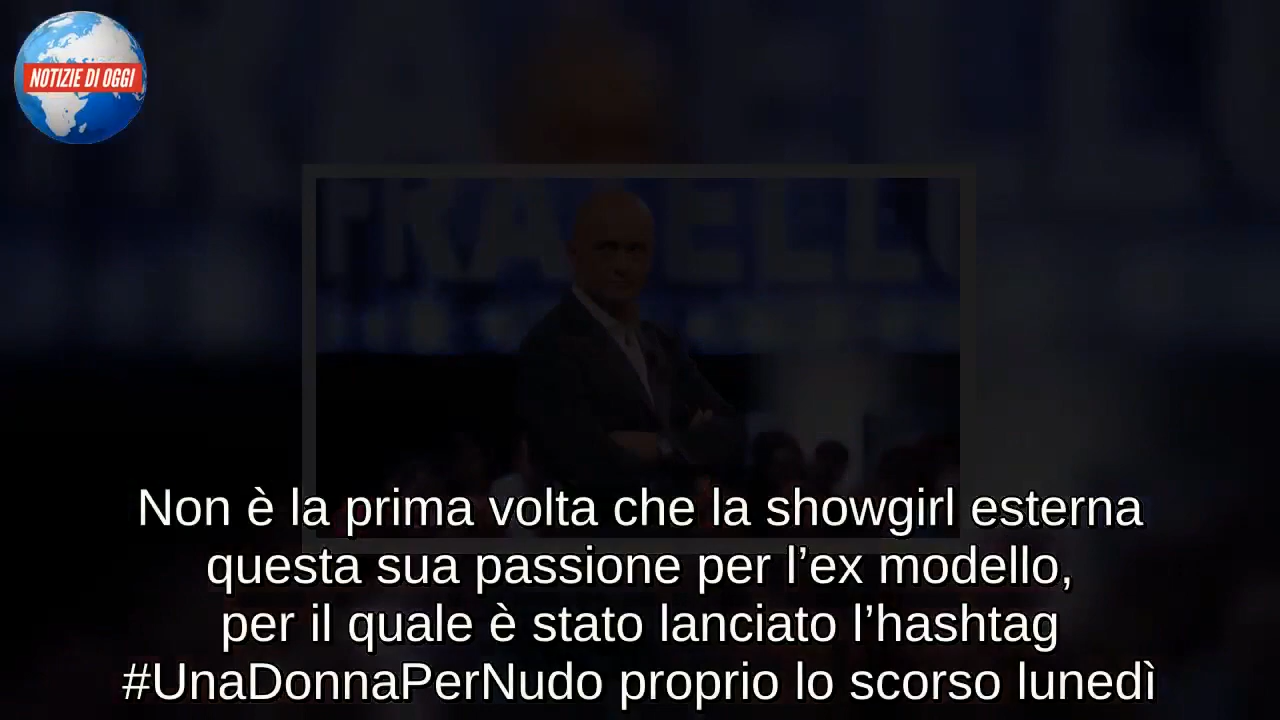 NOTIZIE DI OGGI
FRATELLO
Non è la prima volta che la showgirl esterna
questa sua passione per l’ex modello,
per il quale è stato lanciato l’hashtag
#UnaDonnaPerNudo proprio lo scorso lunedì